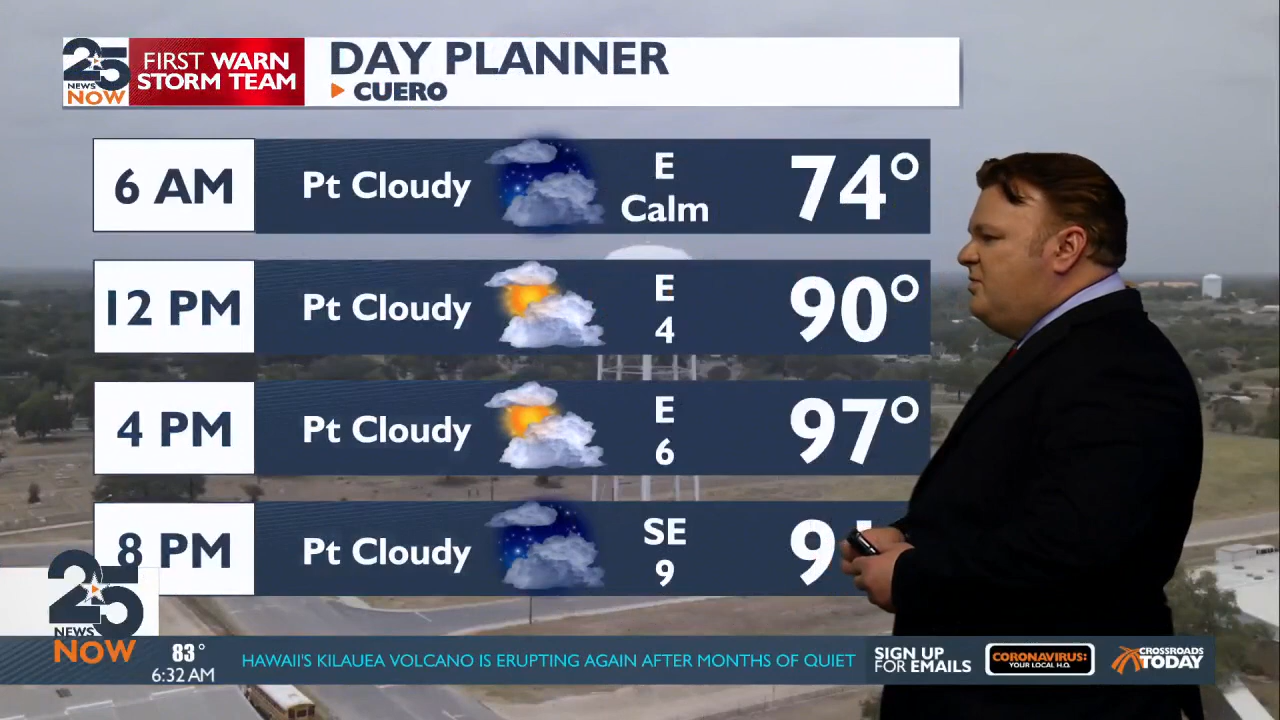 25
NEWS
NOW
FIRST WARN
STORM TEAM
DAY PLANNER
CUERO
6 AM Pt Cloudy E Calm 74°
12 PM Pt Cloudy E 4 90°
4 PM Pt Cloudy E 6 97°
8 PM Pt Cloudy SE 9
25
NEWS
NOW
83°
6:32 AM
HAWAII'S KILAUEA VOLCANO IS ERUPTING AGAIN AFTER MONTHS OF QUIET
SIGN UP
FOR EMAILS
CORONAVIRUS:
YOUR LOCAL H.Q.
CROSSROADS
TODAY